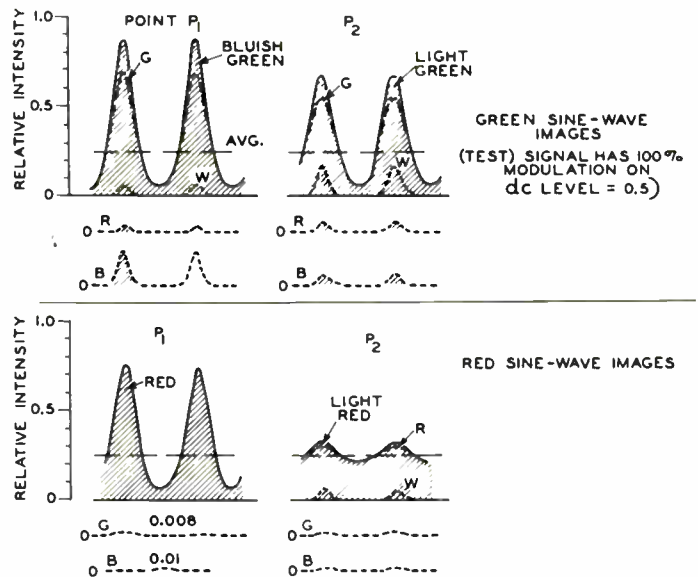 POINT P1
P2
1.0
G
BLUISH
GREEN
LIGHT
GREEN
G
RELATIVE INTENSITY
0.5
AVG.
W
W
0
GREEN SINE-WAVE
IMAGES
(TEST) SIGNAL HAS 100%
MODULATION ON
dC LEVEL = 0.5)
R
0
R
0
B
0
B
0
1.0
P1
P2
RED SINE-WAVE IMAGES
RED
LIGHT
RED
R
RELATIVE INTENSITY
0.5
W
0
G 0.008
0
G
0
B 0.01
0
B
0